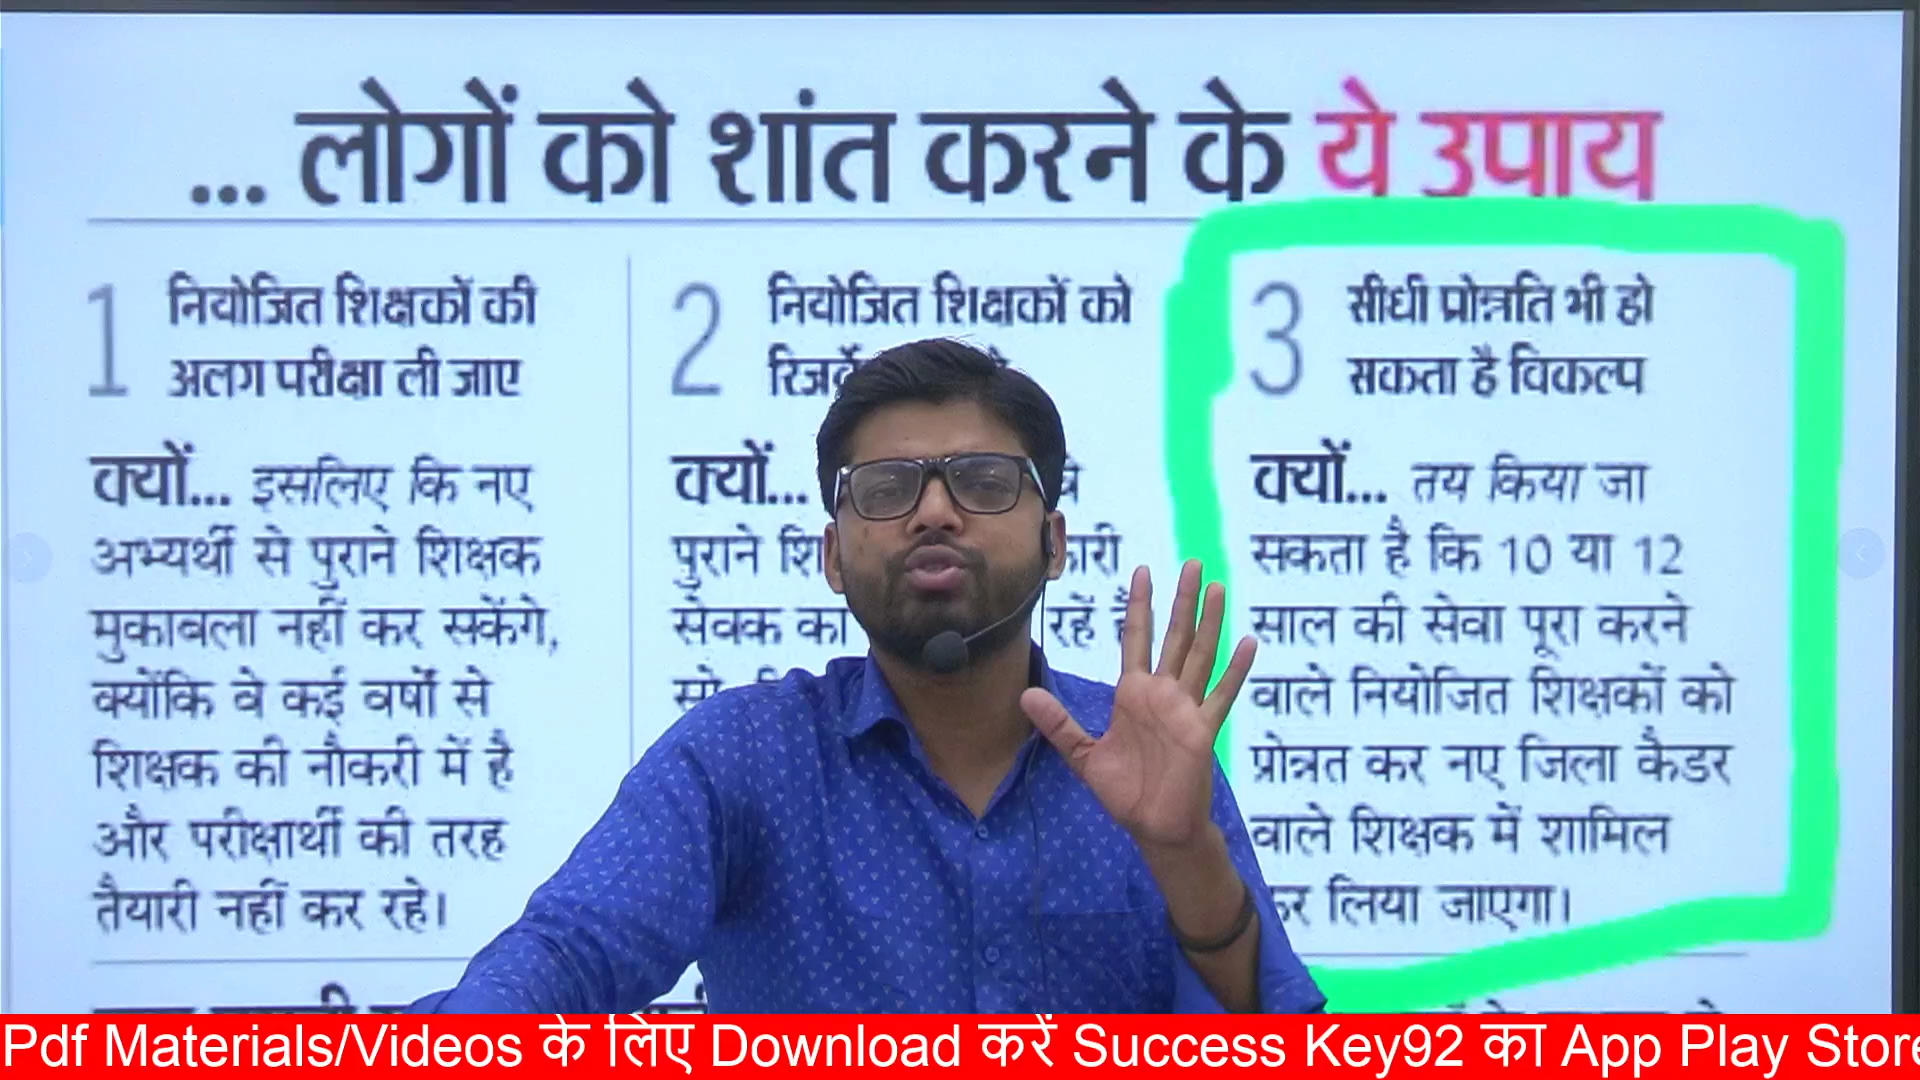 ... लोगों को शांत करने के ये उपाय
1
नियोजित शिक्षकों की
अलग परीक्षा ली जाए
क्यों... इसलिए कि नए
अभ्यर्थी से पुराने शिक्षक
मुकाबला नहीं कर सकेंगे,
क्योंकि वे कई वर्षों से
शिक्षक की नौकरी में है
और परीक्षार्थी की तरह
तैयारी नहीं कर रहे।
2
नियोजित शिक्षकों को
क्यों...
पुराने
सेवक का रहें
3
सीधी प्रोन्नति भी हो
सकता है विकल्प
क्यों... तय किया जा
सकता है कि 10 या 12
साल की सेवा पूरा करने
वाले नियोजित शिक्षकों को
प्रोन्नत कर नए जिला कैडर
वाले शिक्षक में शामिल
कर लिया जाएगा।
Pdf Materials/Videos के लिए Download करें Success Key92 का App Play Store